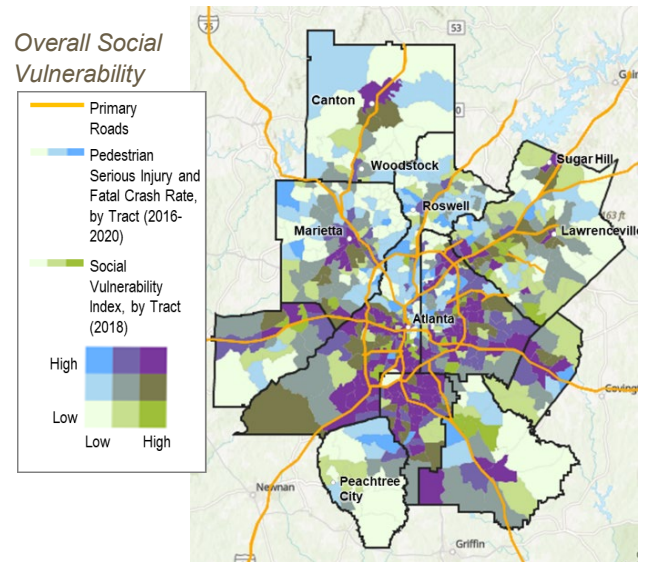 Overall Social
Vulnerability
Primary
Roads
Pedestrian
Serious Injury and
Fatal Crash Rate,
by Tract (2016-
2020)
Social
Vulnerability
Index, by Tract
(2018)
High
Low
Low
High
75
53
Canton
Woodstock
Sugar Hill
Roswell
Marietta
Lawrenceville
Atlanta
Peachtree
City
Newnan
Griffin